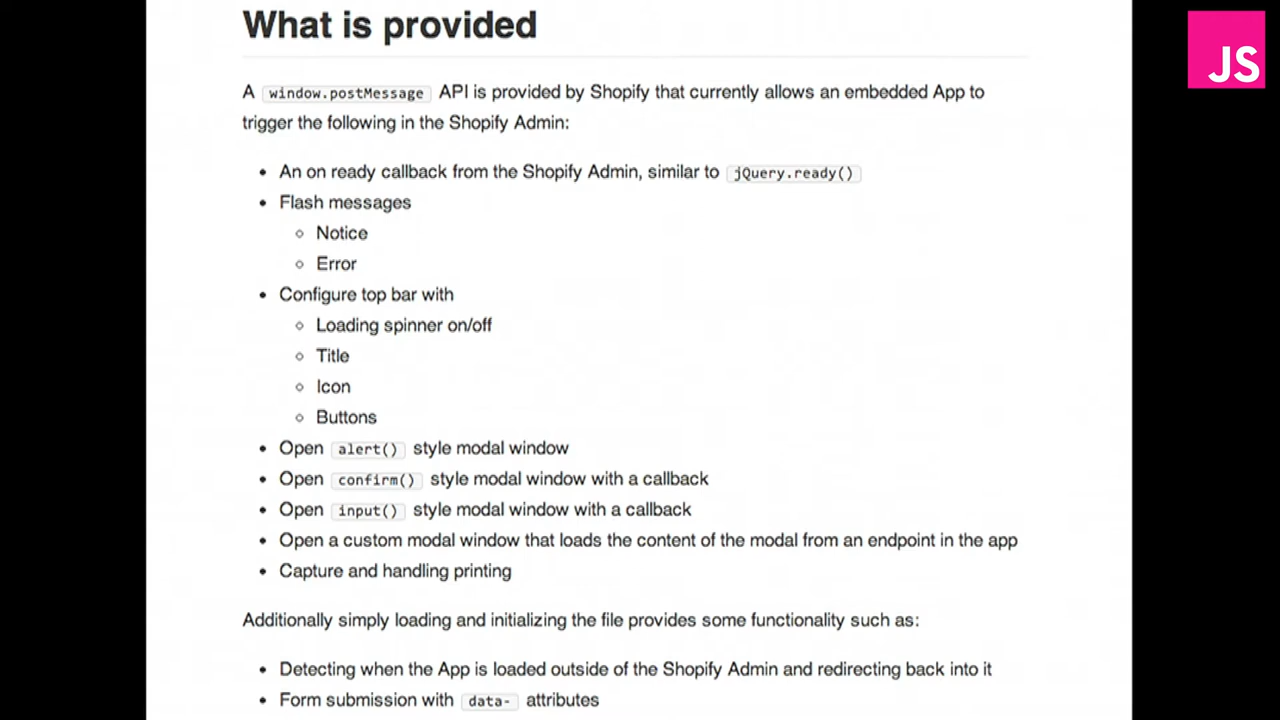 What is provided
JS
A window.postMessage API is provided by Shopify that currently allows an embedded App to
trigger the following in the Shopify Admin:
• An on ready callback from the Shopify Admin, similar to jQuery.ready()
• Flash messages
◦ Notice
◦ Error
• Configure top bar with
◦ Loading spinner on/off
◦ Title
◦ Icon
◦ Buttons
• Open alert() style modal window
• Open confirm() style modal window with a callback
• Open input() style modal window with a callback
• Open a custom modal window that loads the content of the modal from an endpoint in the app
• Capture and handling printing
Additionally simply loading and initializing the file provides some functionality such as:
• Detecting when the App is loaded outside of the Shopify Admin and redirecting back into it
• Form submission with data- attributes